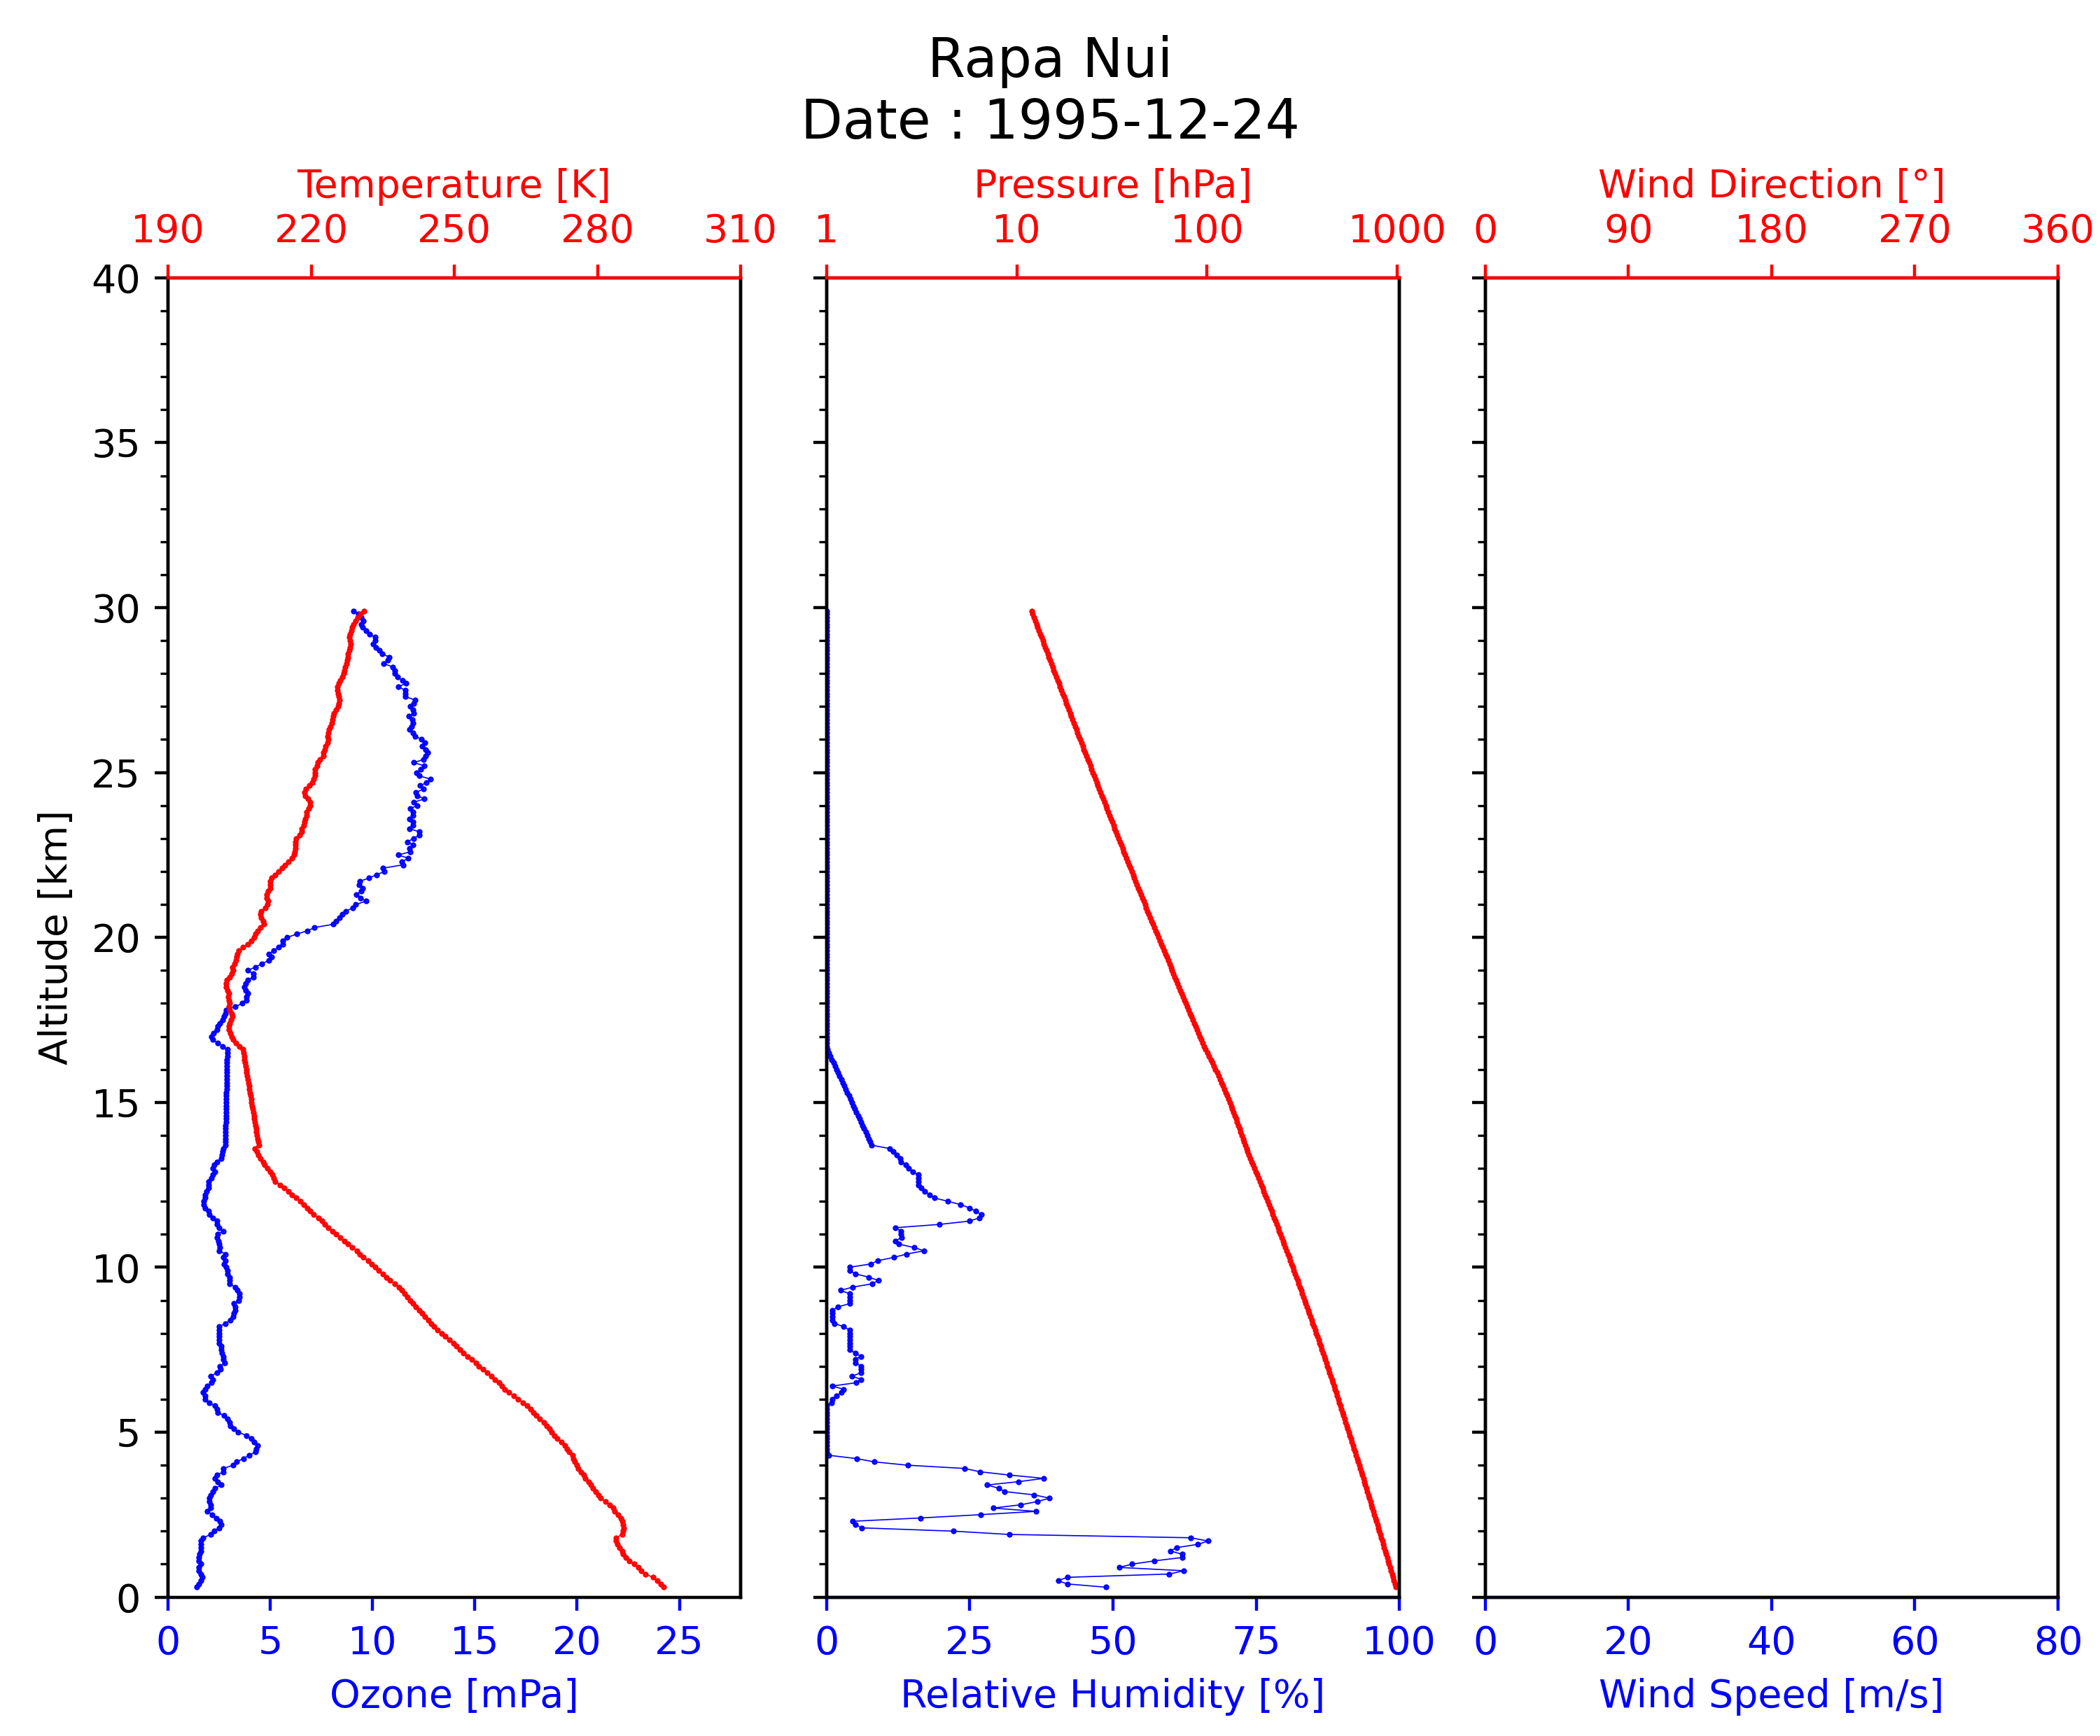 Rapa Nui
Date : 1995-12-24
Temperature [K]
190 220 250 280 310
Pressure [hPa]
1 10 100 1000
Wind Direction [°]
0 90 180 270 360
Altitude [km]
40
35
30
25
20
15
10
5
0
0 5 10 15 20 25
Ozone [mPa]
0 25 50 75 100
Relative Humidity [%]
0 20 40 60 80
Wind Speed [m/s]